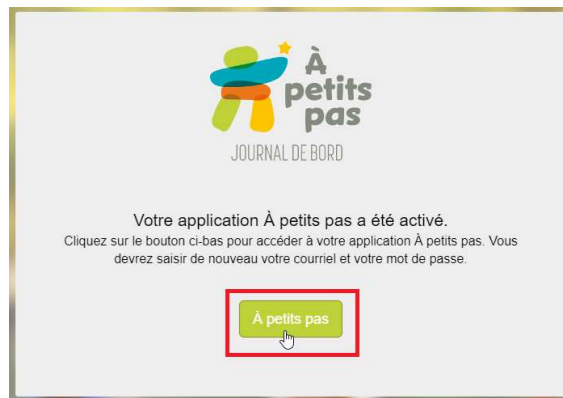 À
petits
pas
JOURNAL DE BORD
Votre application À petits pas a été activé.
Cliquez sur le bouton ci-bas pour accéder à votre application À petits pas. Vous
devrez saisir de nouveau votre courriel et votre mot de passe.
À petits pas